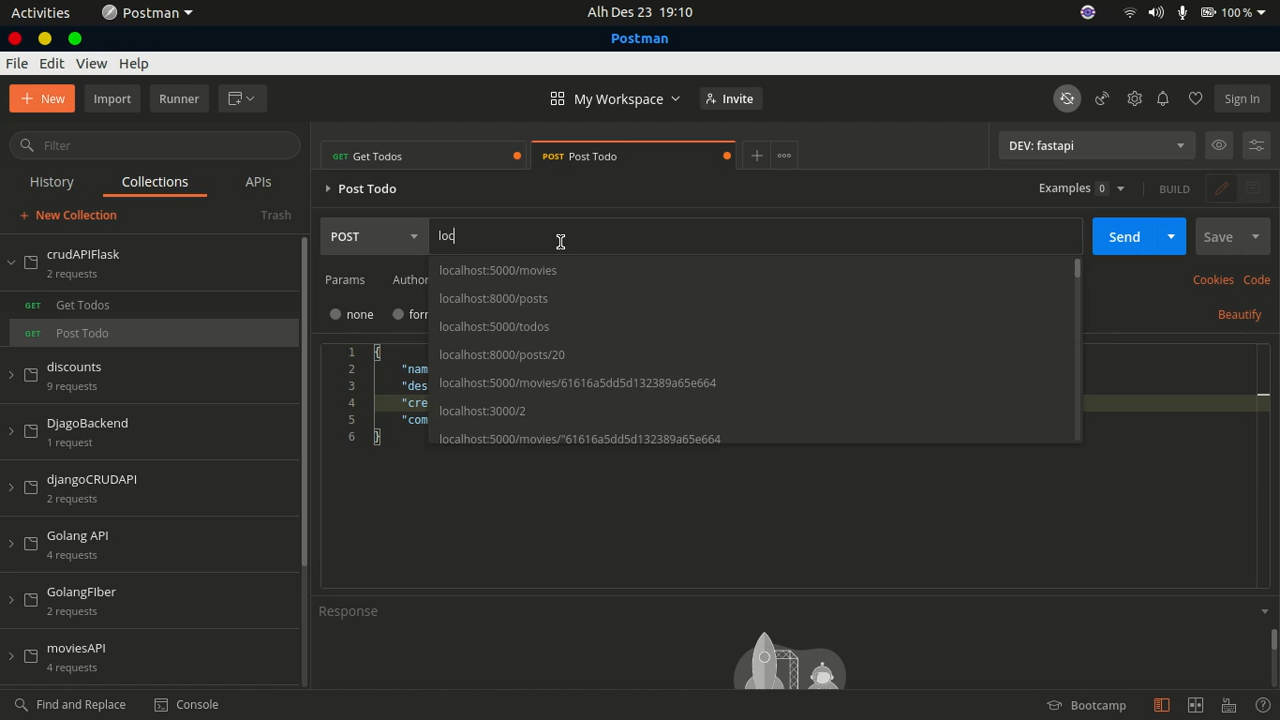 Activities
Postman
Alh Des 23 19:10
100 %
Postman
File Edit View Help
+ New
Import
Runner
My Workspace
Invite
Sign In
Filter
History
Collections
APIs
+ New Collection
Trash
crudAPIFlask
2 requests
GET Get Todos
GET Post Todo
discounts
9 requests
DjagoBackend
1 request
djangoCRUDAPI
2 requests
Golang API
4 requests
GolangFIber
2 requests
moviesAPI
4 requests
GET Get Todos
POST Post Todo
DEV: fastapi
Post Todo
Examples 0
BUILD
POST
loc
Send
Save
localhost:5000/movies
localhost:8000/posts
localhost:5000/todos
localhost:8000/posts/20
localhost:5000/movies/61616a5dd5d132389a65e664
localhost:3000/2
localhost:5000/movies/"61616a5dd5d132389a65e664
Params
Author
Cookies
Code
none
form
Beautify
1 {
2 "nam
3 "des
4 "cre
5 "com
6 }
Response
Find and Replace
Console
Bootcamp